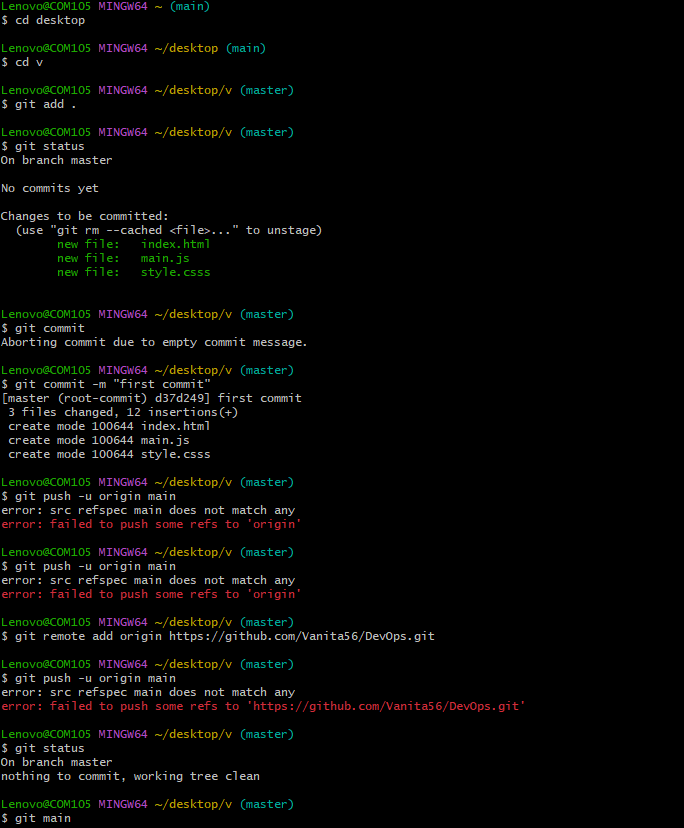 Lenovo@COM105 MINGW64 ~ (main)
$ cd desktop
Lenovo@COM105 MINGW64 ~/desktop (main)
$ cd v
Lenovo@COM105 MINGW64 ~/desktop/v (master)
$ git add .
Lenovo@COM105 MINGW64 ~/desktop/v (master)
$ git status
On branch master
No commits yet
Changes to be committed:
  (use "git rm --cached <file>..." to unstage)
        new file:   index.html
        new file:   main.js
        new file:   style.csss
Lenovo@COM105 MINGW64 ~/desktop/v (master)
$ git commit
Aborting commit due to empty commit message.
Lenovo@COM105 MINGW64 ~/desktop/v (master)
$ git commit -m "first commit"
[master (root-commit) d37d249] first commit
 3 files changed, 12 insertions(+)
 create mode 100644 index.html
 create mode 100644 main.js
 create mode 100644 style.csss
Lenovo@COM105 MINGW64 ~/desktop/v (master)
$ git push -u origin main
error: src refspec main does not match any
error: failed to push some refs to 'origin'
Lenovo@COM105 MINGW64 ~/desktop/v (master)
$ git push -u origin main
error: src refspec main does not match any
error: failed to push some refs to 'origin'
Lenovo@COM105 MINGW64 ~/desktop/v (master)
$ git remote add origin https://github.com/Vanita56/DevOps.git
Lenovo@COM105 MINGW64 ~/desktop/v (master)
$ git push -u origin main
error: src refspec main does not match any
error: failed to push some refs to 'https://github.com/Vanita56/DevOps.git'
Lenovo@COM105 MINGW64 ~/desktop/v (master)
$ git status
On branch master
nothing to commit, working tree clean
Lenovo@COM105 MINGW64 ~/desktop/v (master)
$ git main